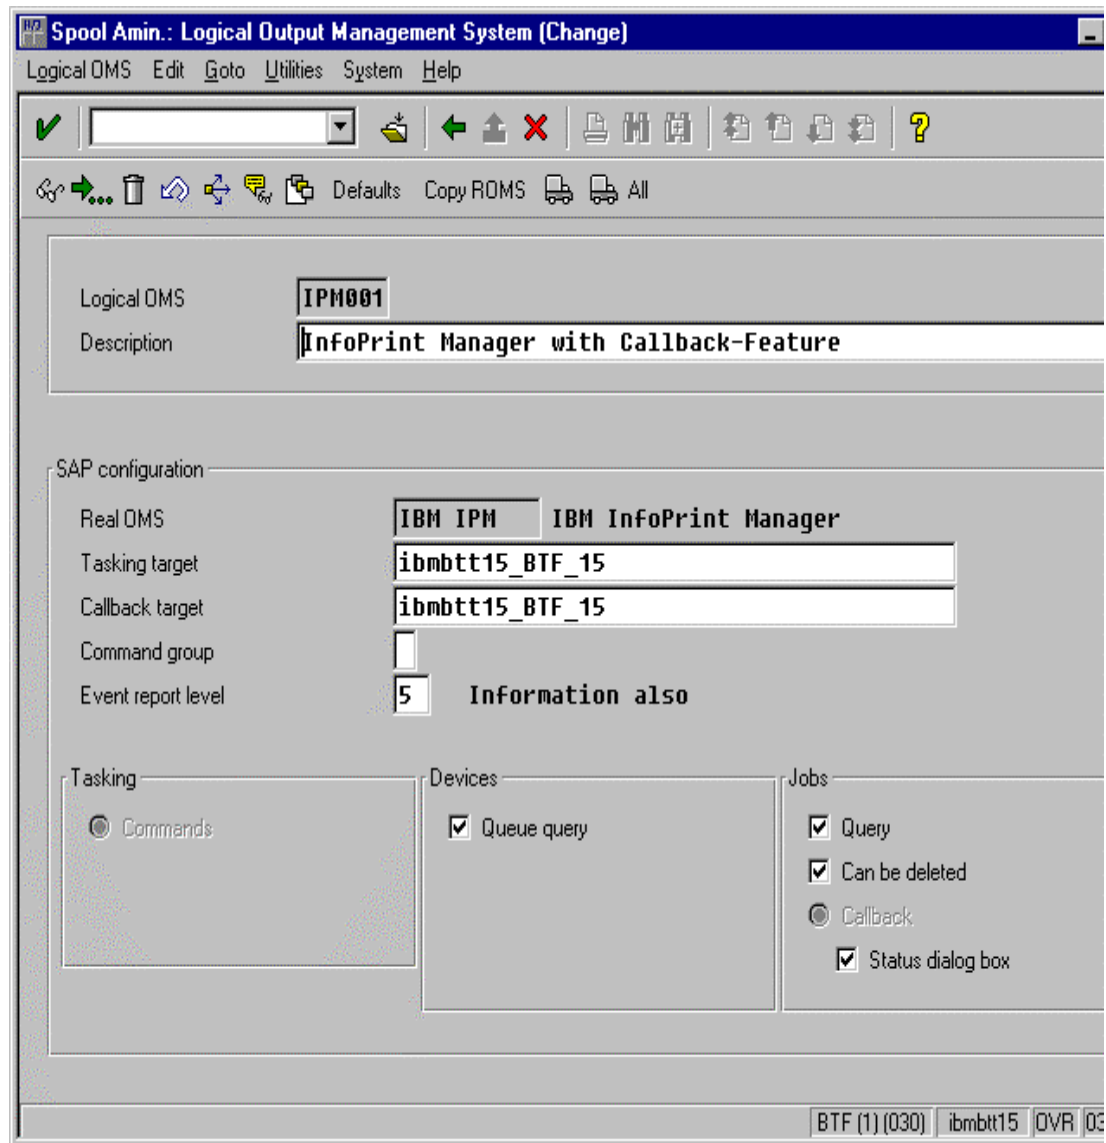 Spool Amin.: Logical Output Management System (Change)
Logical OMS Edit Goto Utilities System Help
Defaults Copy ROMS All
Logical OMS IPM001
Description InfoPrint Manager with Callback-Feature
SAP configuration
Real OMS IBM IPM IBM InfoPrint Manager
Tasking target ibmbtt15_BTF_15
Callback target ibmbtt15_BTF_15
Command group
Event report level 5 Information also
Tasking Devices Jobs
Commands Queue query Query
Can be deleted
Callback
Status dialog box
BTF (1) (030) ibmbtt15 OVR 03